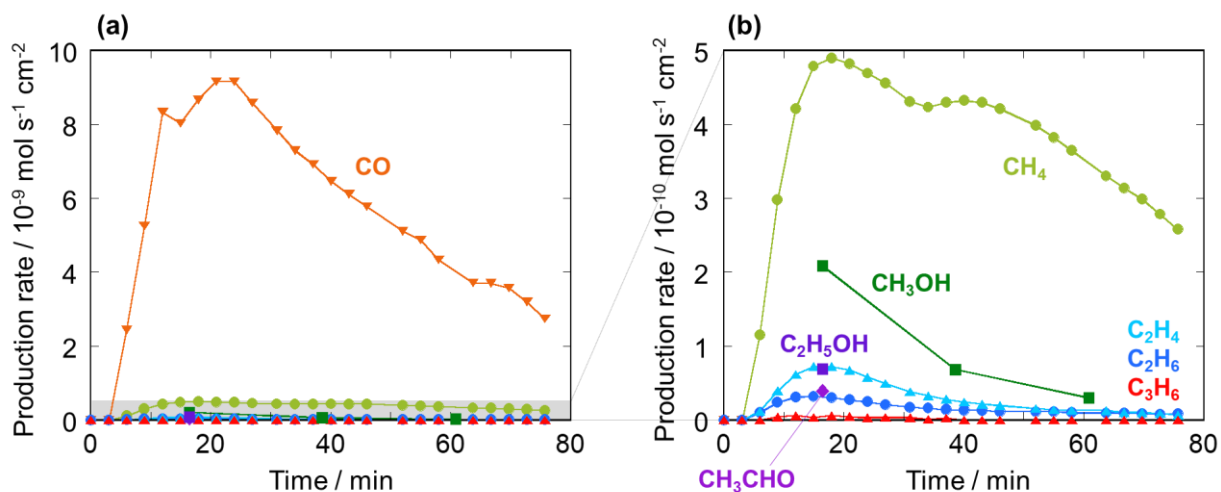 (a)
Production rate / 10⁻⁹ mol s⁻¹ cm⁻²
10
8
6
4
2
0
CO
0 20 40 60 80
Time / min
(b)
Production rate / 10⁻¹⁰ mol s⁻¹ cm⁻²
5
4
3
2
1
0
CH₄
CH₃OH
C₂H₅OH
C₂H₄
C₂H₆
C₃H₆
0 20 40 60 80
CH₃CHO
Time / min